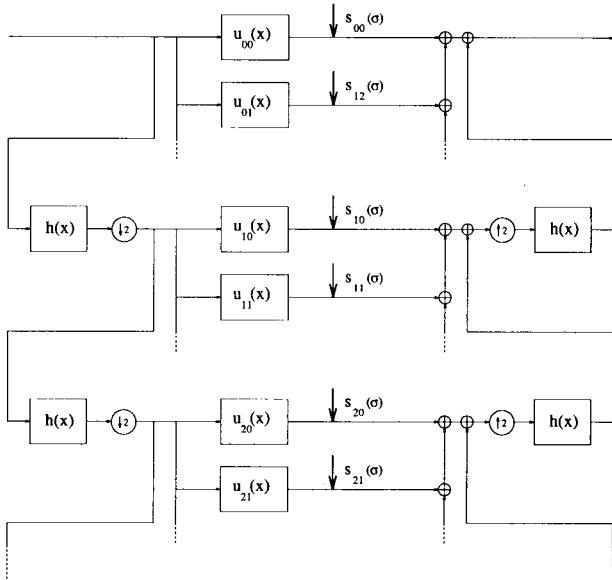 u₀₀(x) s₀₀(σ)
u₀₁(x) s₁₂(σ)
h(x) ↓2 u₁₀(x) s₁₀(σ) ↑2 h(x)
u₁₁(x) s₁₁(σ)
h(x) ↓2 u₂₀(x) s₂₀(σ) ↑2 h(x)
u₂₁(x) s₂₁(σ)